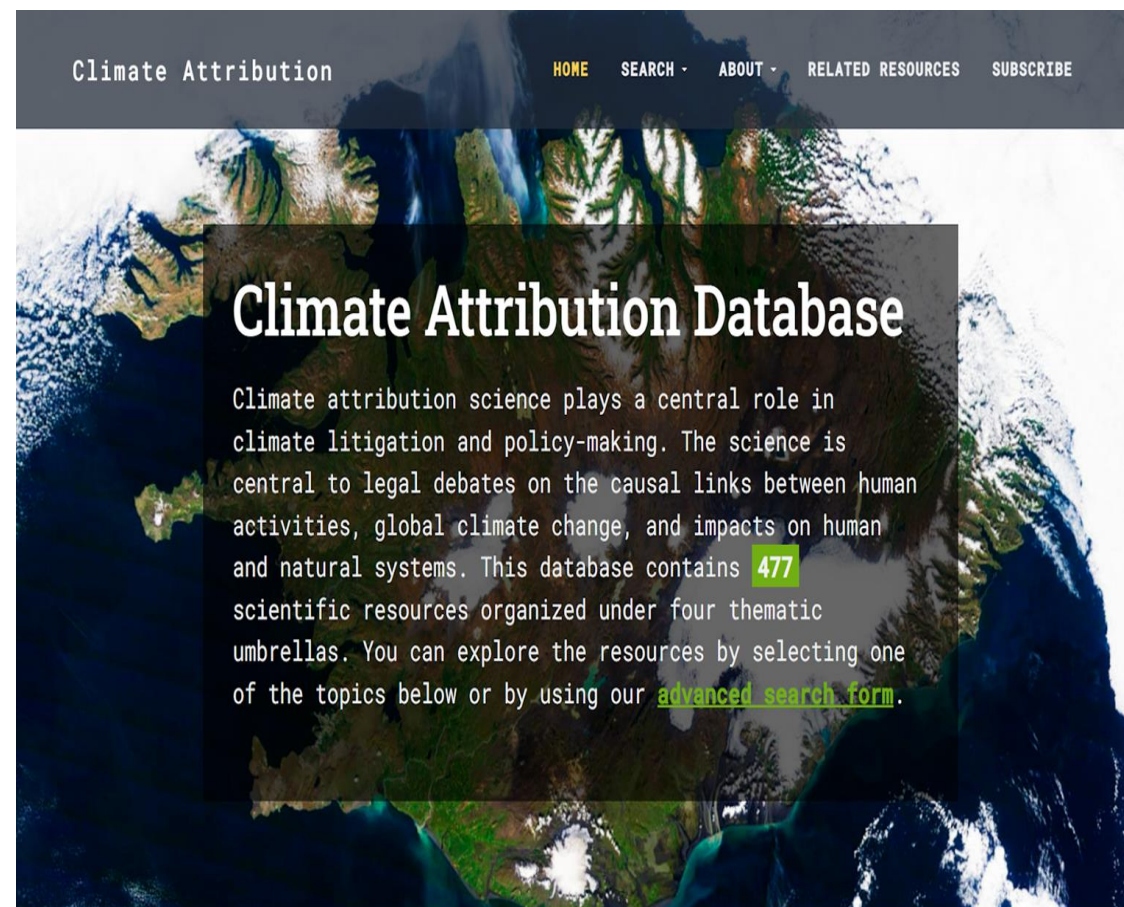 Climate Attribution
HOME
SEARCH
ABOUT
RELATED RESOURCES
SUBSCRIBE
Climate Attribution Database
Climate attribution science plays a central role in
climate litigation and policy-making. The science is
central to legal debates on the causal links between human
activities, global climate change, and impacts on human
and natural systems. This database contains 477
scientific resources organized under four thematic
umbrellas. You can explore the resources by selecting one
of the topics below or by using our advanced search form.